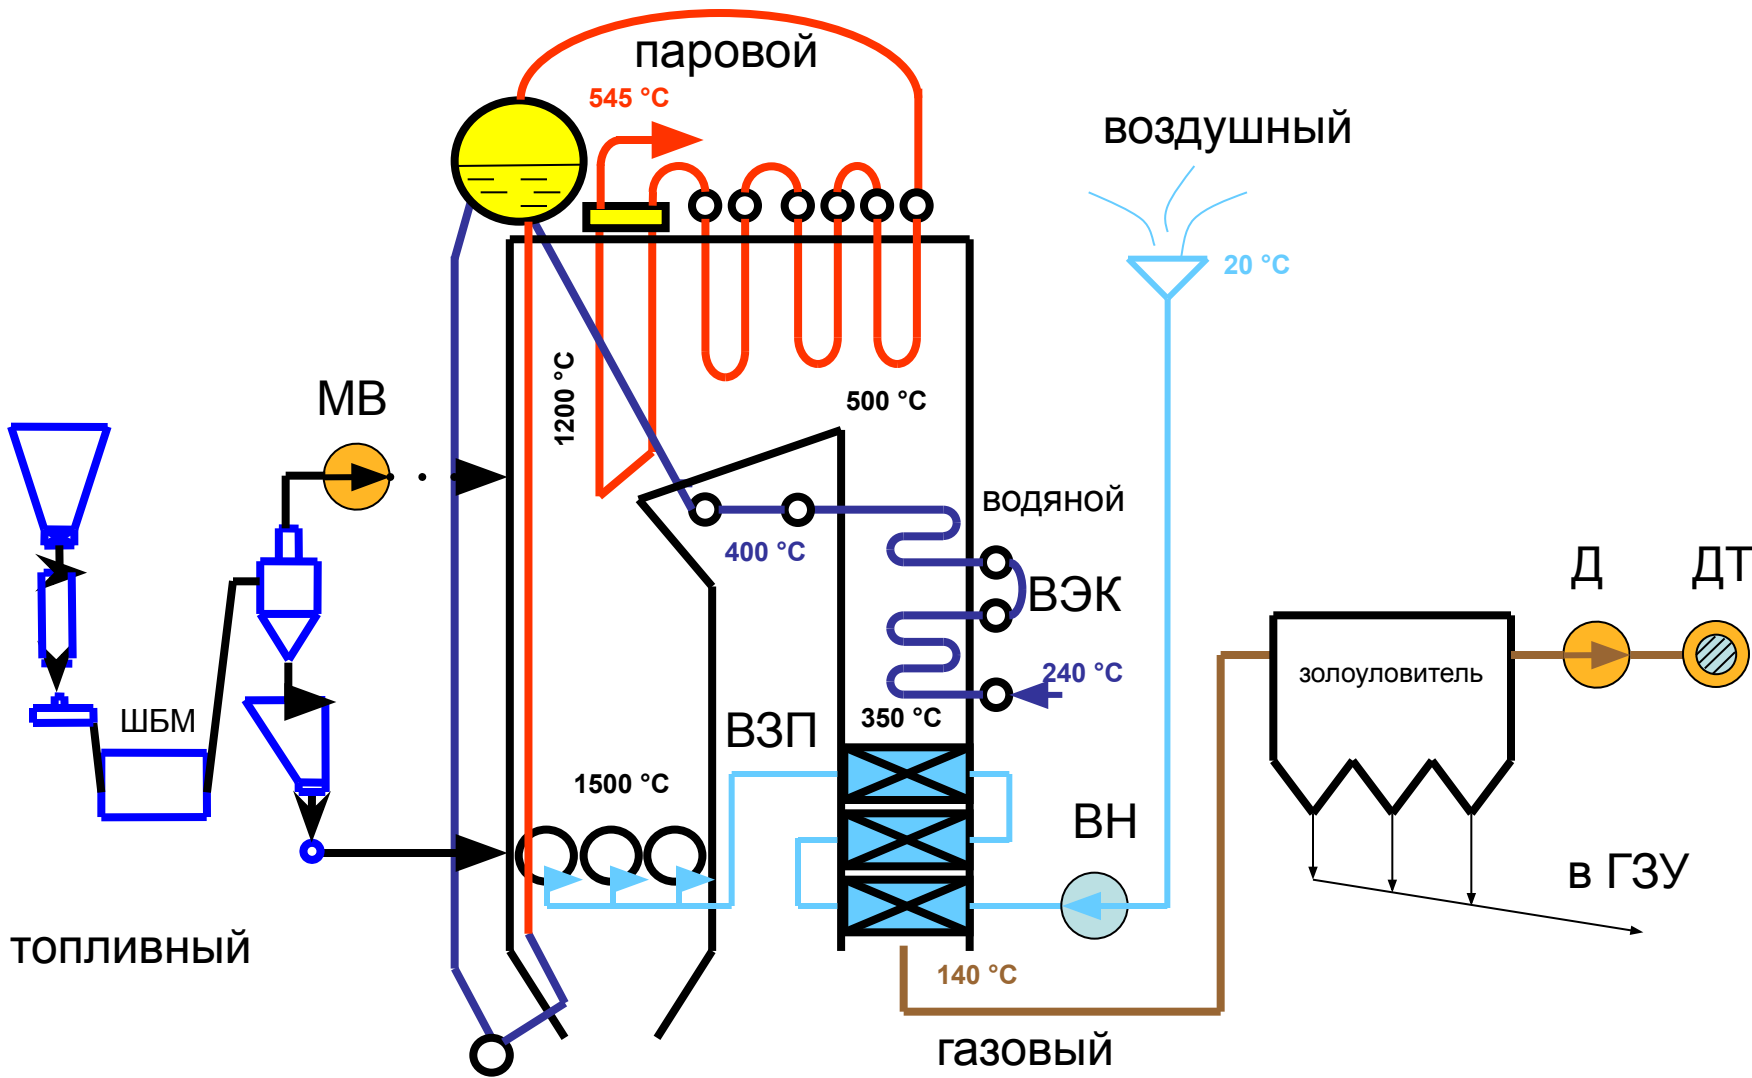 паровой
545 °C
воздушный
20 °C
1200 °C
МВ
500 °C
водяной
400 °C
ВЭК
Д
ДТ
240 °C
золоуловитель
ШБМ
ВЗП
350 °C
1500 °C
ВН
в ГЗУ
топливный
140 °C
газовый